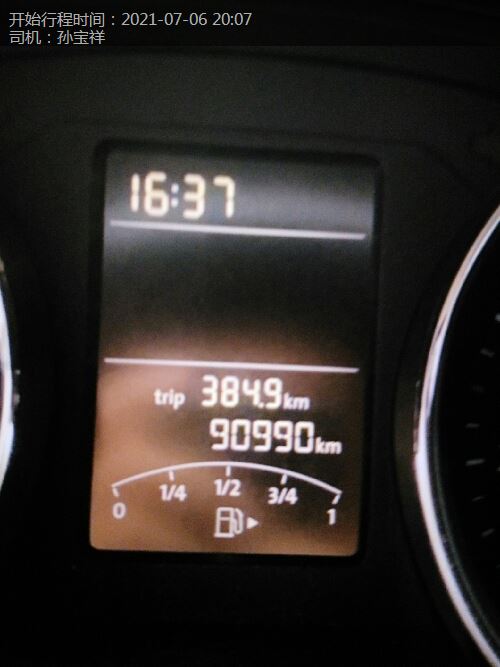 开始行程时间：2021-07-06 20:07
司机：孙宝祥
16:37
trip 384.9km
90990km
0 1/4 1/2 3/4 1